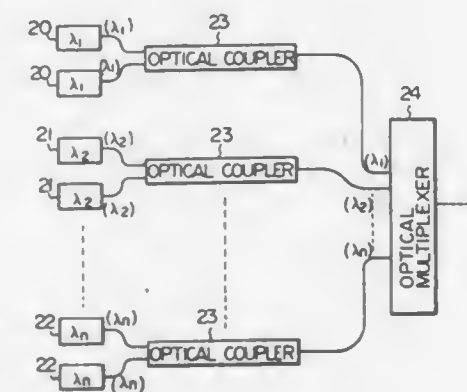 23
20 λ₁ (λ₁)
OPTICAL COUPLER
20 λ₁ (λ₁)
24
23
21 λ₂ (λ₂)
(λ₁)
OPTICAL COUPLER
21 λ₂ (λ₂)
(λ₂)
OPTICAL
MULTIPLEXER
(λn)
23
22 λn (λn)
OPTICAL COUPLER
22 λn (λn)